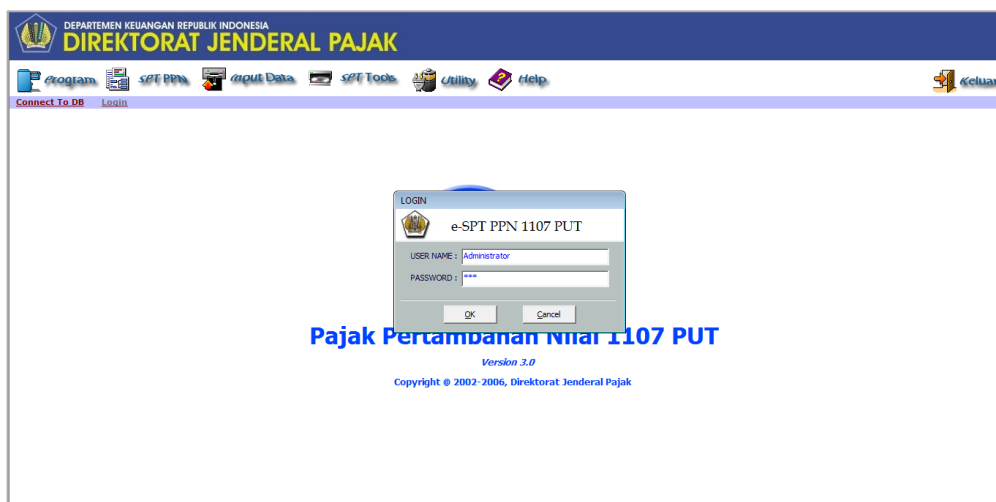 DEPARTEMEN KEUANGAN REPUBLIK INDONESIA
DIREKTORAT JENDERAL PAJAK
Program SPT PPN Input Data SPT Tools Utility Help Keluar
Connect To DB Login
LOGIN
e-SPT PPN 1107 PUT
USER NAME : Administrator
PASSWORD : ***
OK Cancel
Pajak Pertambahan Nilai 1107 PUT
Version 3.0
Copyright @ 2002-2006, Direktorat Jenderal Pajak